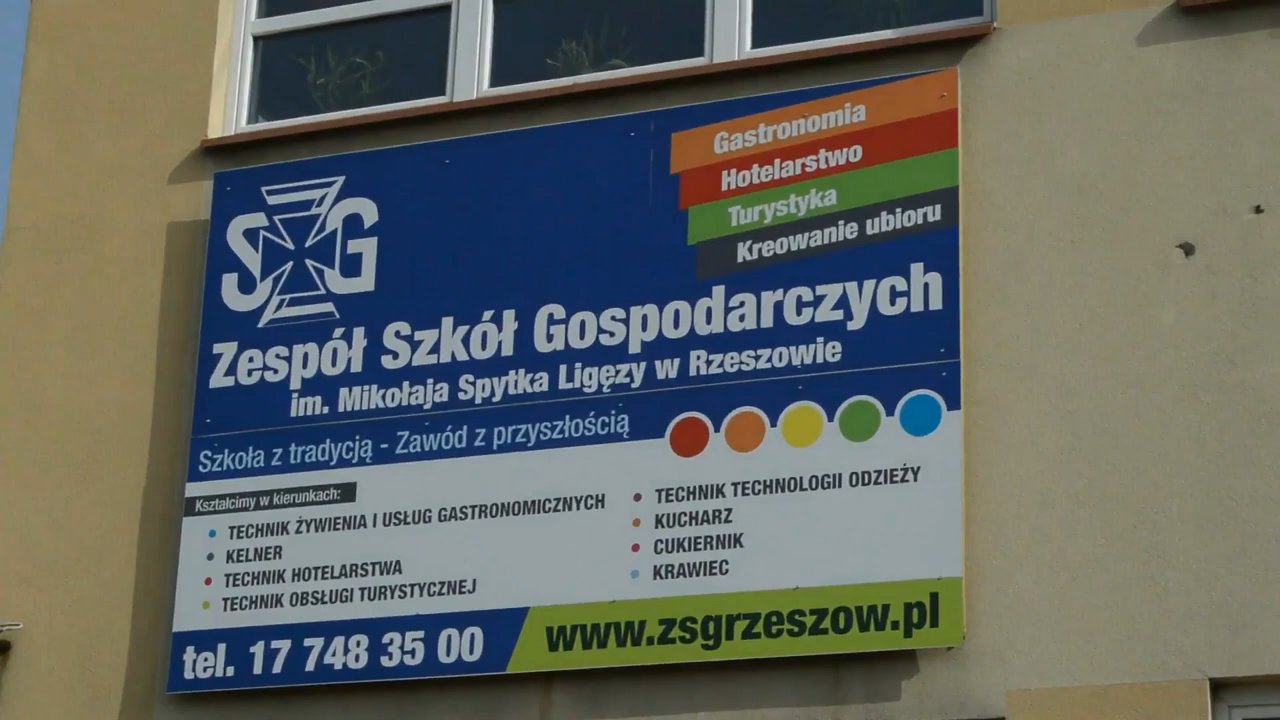 SZG
Gastronomia
Hotelarstwo
Turystyka
Kreowanie ubioru
Zespół Szkół Gospodarczych
im. Mikołaja Spytka Ligęzy w Rzeszowie
Szkoła z tradycją - Zawód z przyszłością
Kształcimy w kierunkach:
TECHNIK ŻYWIENIA I USŁUG GASTRONOMICZNYCH
KELNER
TECHNIK HOTELARSTWA
TECHNIK OBSŁUGI TURYSTYCZNEJ
TECHNIK TECHNOLOGII ODZIEŻY
KUCHARZ
CUKIERNIK
KRAWIEC
tel. 17 748 35 00
www.zsgrzeszow.pl